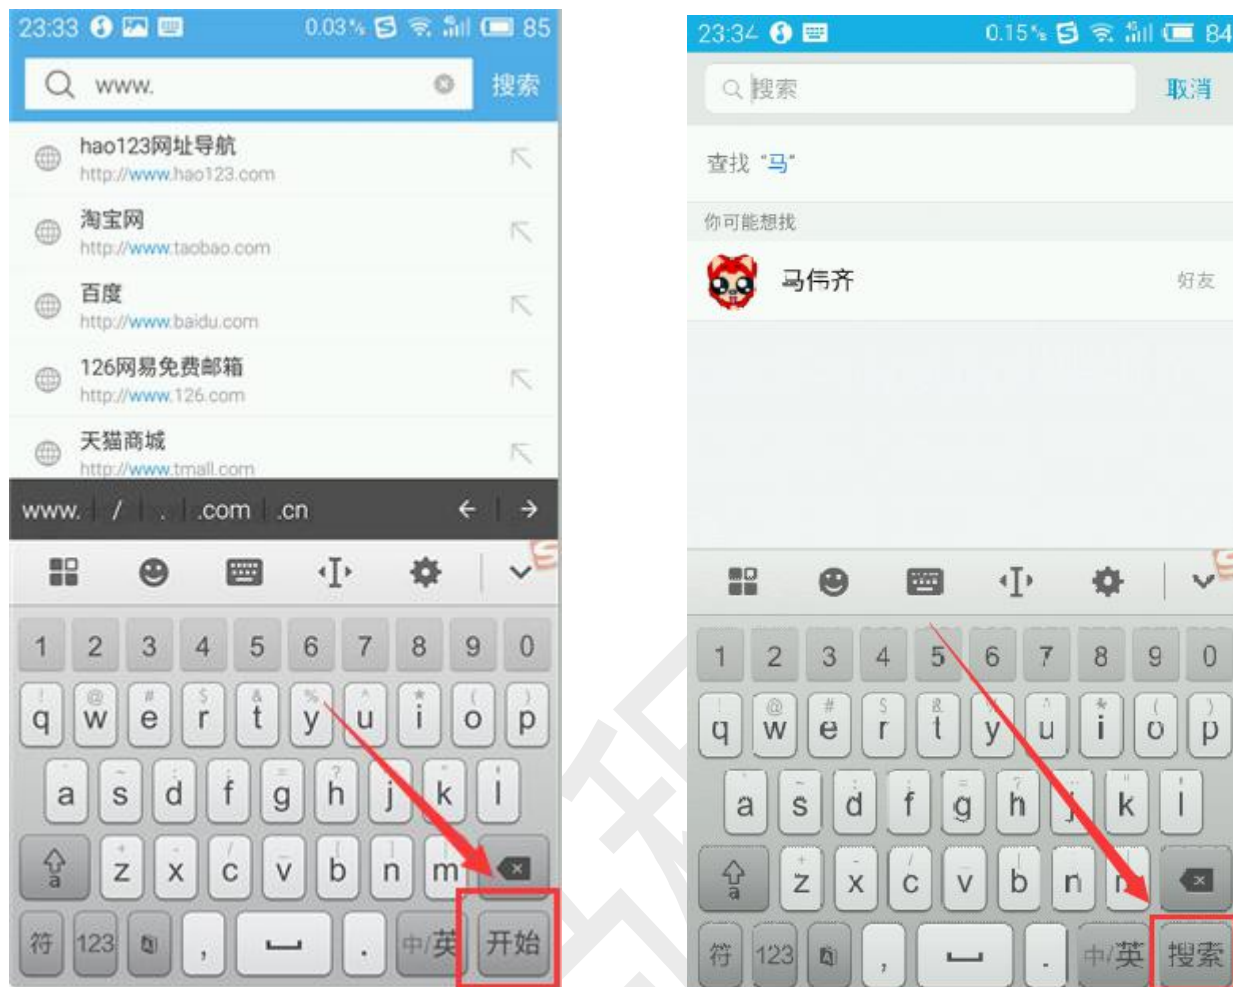 23:33 0.03% 85
www. 搜索
hao123网址导航
http://www.hao123.com
淘宝网
http://www.taobao.com
百度
http://www.baidu.com
126网易免费邮箱
http://www.126.com
天猫商城
http://www.tmall.com
www. / . .com .cn
1 2 3 4 5 6 7 8 9 0
q w e r t y u i o p
a s d f g h j k l
a z x c v b n m
符 123 , . 中/英 开始
23:34 0.15% 84
搜索 取消
查找 "马"
你可能想找
马伟齐 好友
1 2 3 4 5 6 7 8 9 0
q w e r t y u i o p
a s d f g h j k l
a z x c v b n m
符 123 , . 中/英 搜索